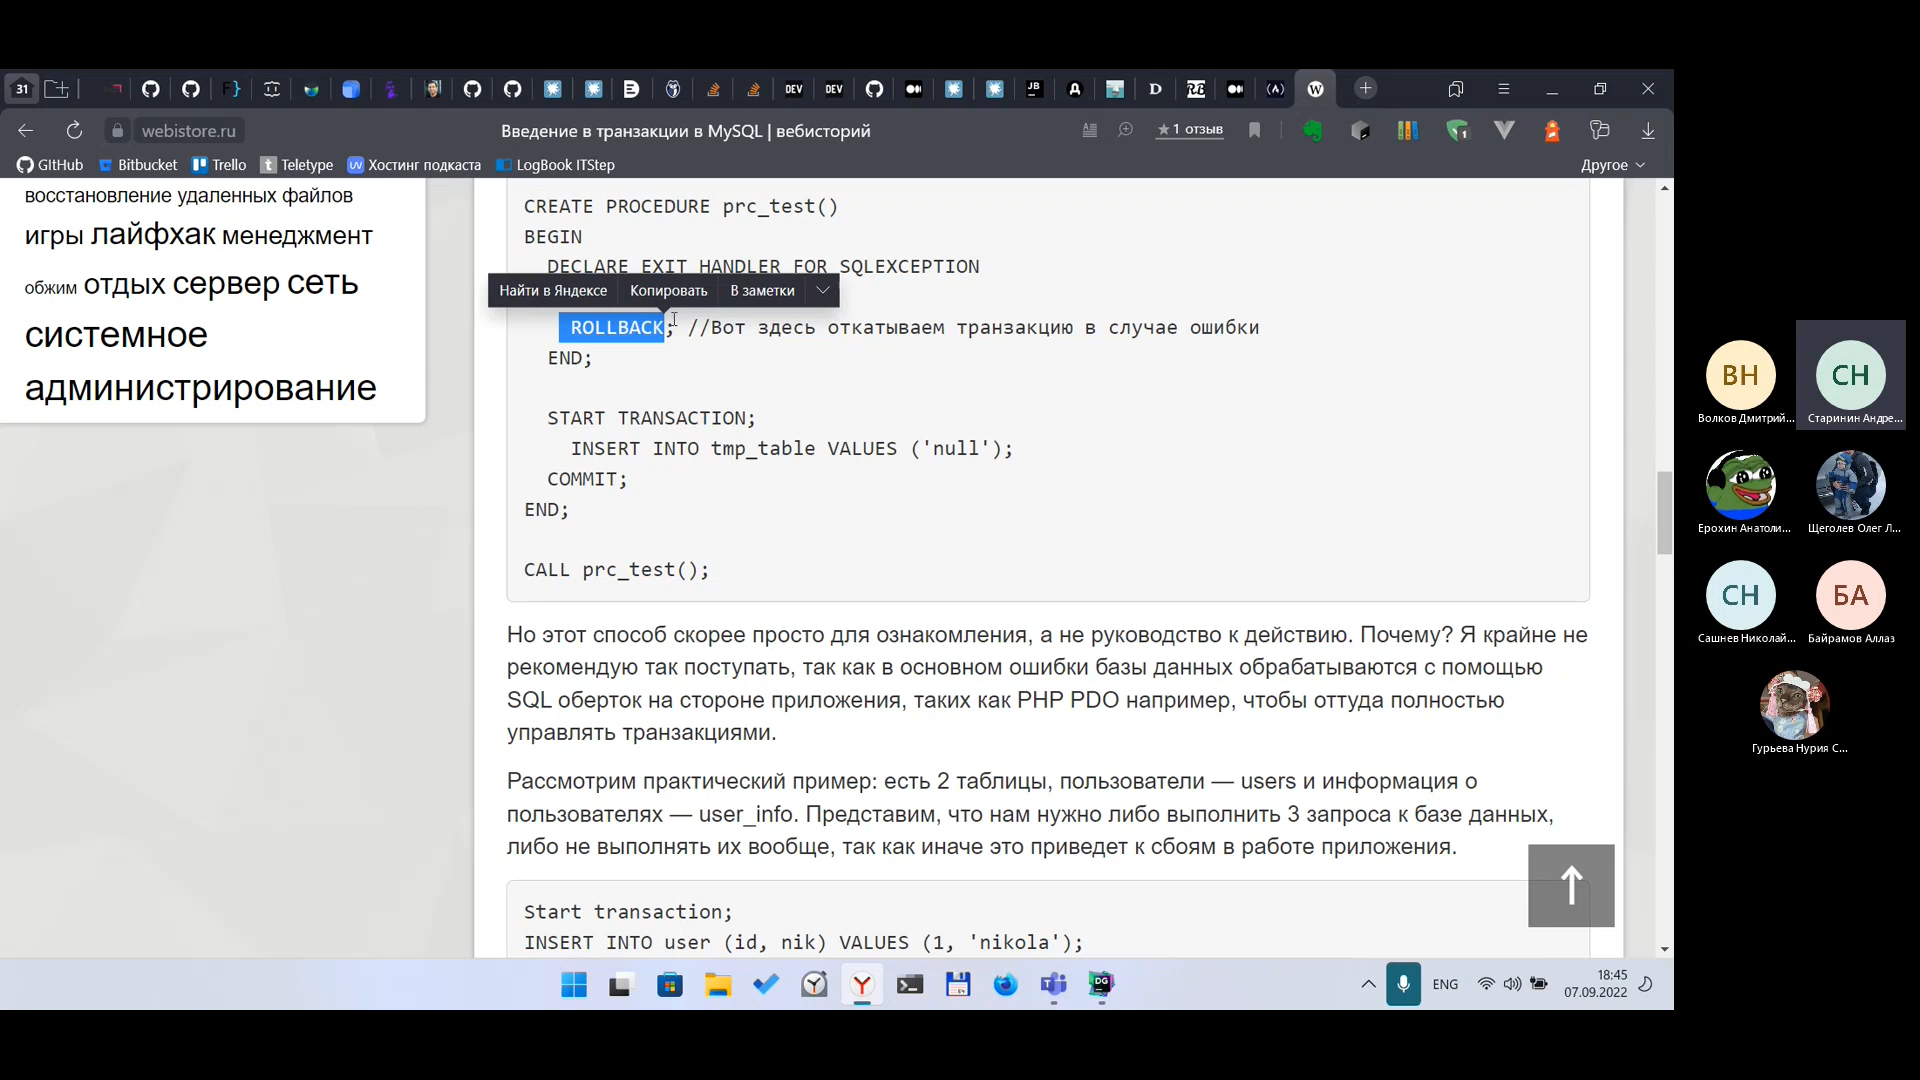 31
DEV
DEV
JB
D
W
webistore.ru
Введение в транзакции в MySQL | вебисторий
★ 1 отзыв
GItHub
Bitbucket
Trello
Teletype
Хостинг подкаста
LogBook ITStep
Другое
восстановление удаленных файлов
игры лайфхак менеджмент
обжим отдых сервер сеть
системное
администрирование
CREATE PROCEDURE prc_test()
BEGIN
DECLARE EXIT HANDLER FOR SQLEXCEPTION
Найти в Яндексе
Копировать
В заметки
ROLLBACK; //Вот здесь откатываем транзакцию в случае ошибки
END;
START TRANSACTION;
INSERT INTO tmp_table VALUES ('null');
COMMIT;
END;
CALL prc_test();
Но этот способ скорее просто для ознакомления, а не руководство к действию. Почему? Я крайне не
рекомендую так поступать, так как в основном ошибки базы данных обрабатываются с помощью
SQL оберток на стороне приложения, таких как PHP PDO например, чтобы оттуда полностью
управлять транзакциями.
Рассмотрим практический пример: есть 2 таблицы, пользователи — users и информация о
пользователях — user_info. Представим, что нам нужно либо выполнить 3 запроса к базе данных,
либо не выполнять их вообще, так как иначе это приведет к сбоям в работе приложения.
Start transaction;
INSERT INTO user (id, nik) VALUES (1, 'nikola');
ENG
18:45
07.09.2022
ВН
Волков Дмитрий...
СН
Старинин Андре...
Ерохин Анатоли...
Щеголев Олег Л...
СН
Сашнев Николай...
БА
Байрамов Аллаз
Гурьева Нурия С...